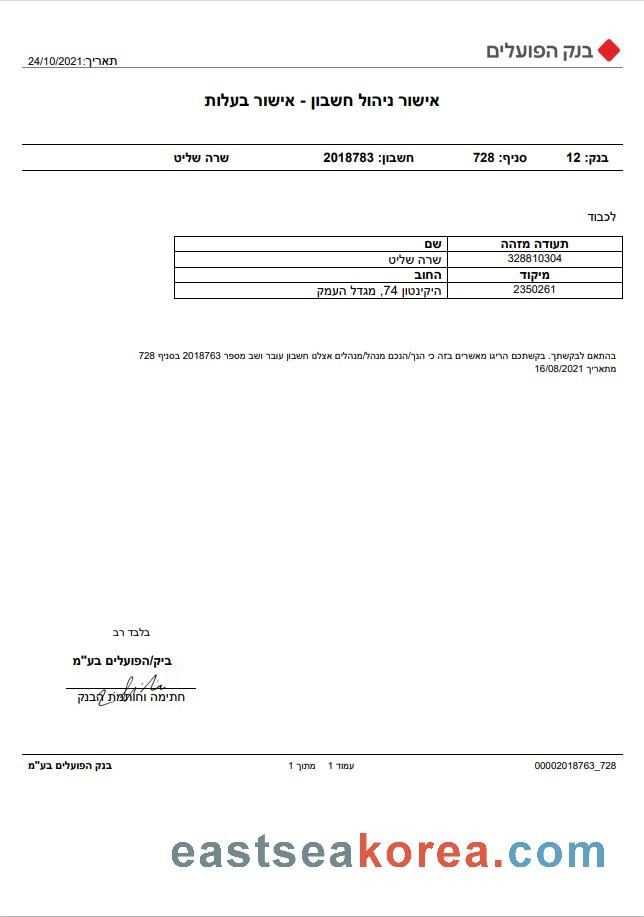 בנק הפועלים
תאריך:24/10/2021
אישור ניהול חשבון - אישור בעלות
בנק: 12 סניף: 728 חשבון: 2018783 שרה שליט
לכבוד
תעודה מזהה שם
328810304 שרה שליט
מיקוד החוב
2350261 היקינטון 74, מגדל העמק
בהתאם לבקשתך. בקשתכם הריגו מאשרים בזה כי הנך/הנכם מנהל/מנהלים אצלנו חשבון עובר ושב מספר 2018763 בסניף 728
מתאריך 16/08/2021
בלבד רב
ביק/הפועלים בע"מ
חתימה וחותמת הבנק
00002018763_728 עמוד 1 מתוך 1 בנק הפועלים בע"מ
eastseakorea.com